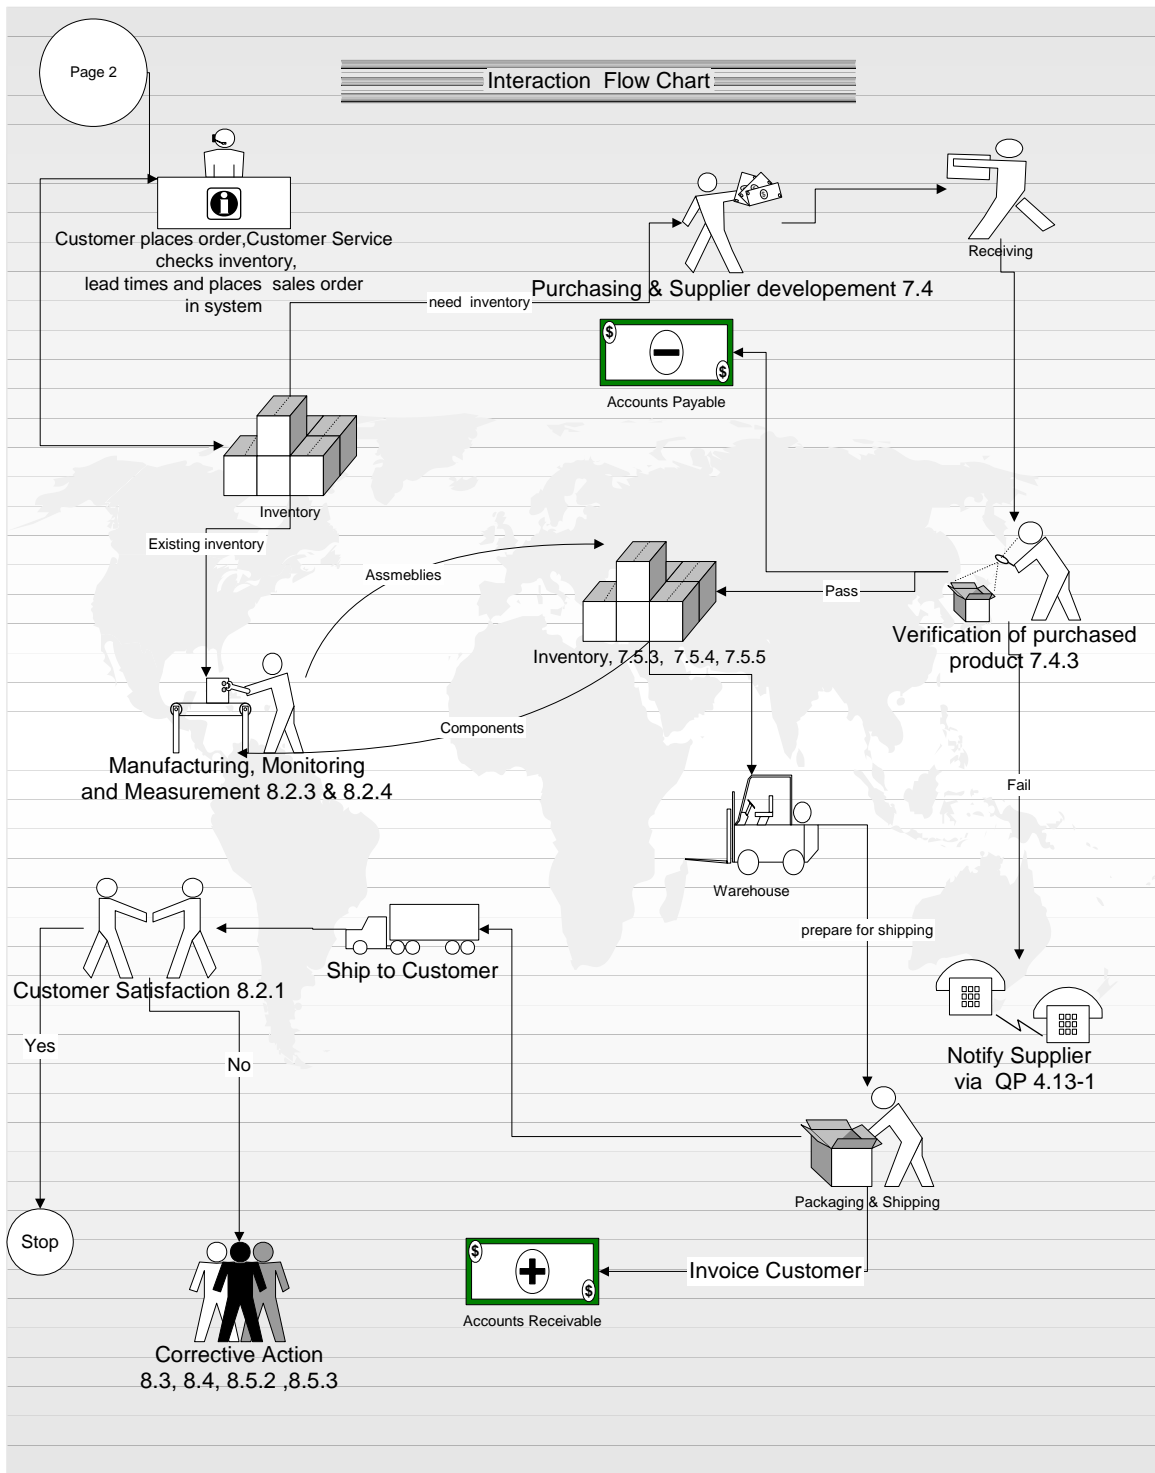 Page 2
Interaction Flow Chart
Customer places order,Customer Service
checks inventory,
lead times and places sales order
in system
Receiving
need inventory
Purchasing & Supplier developement 7.4
$
$
Accounts Payable
Inventory
Existing inventory
Assmeblies
Pass
Verification of purchased
product 7.4.3
Inventory, 7.5.3, 7.5.4, 7.5.5
Components
Manufacturing, Monitoring
and Measurement 8.2.3 & 8.2.4
Fail
Warehouse
prepare for shipping
Ship to Customer
Customer Satisfaction 8.2.1
Yes
No
Notify Supplier
via QP 4.13-1
Packaging & Shipping
Stop
Invoice Customer
$
$
Accounts Receivable
Corrective Action
8.3, 8.4, 8.5.2 ,8.5.3